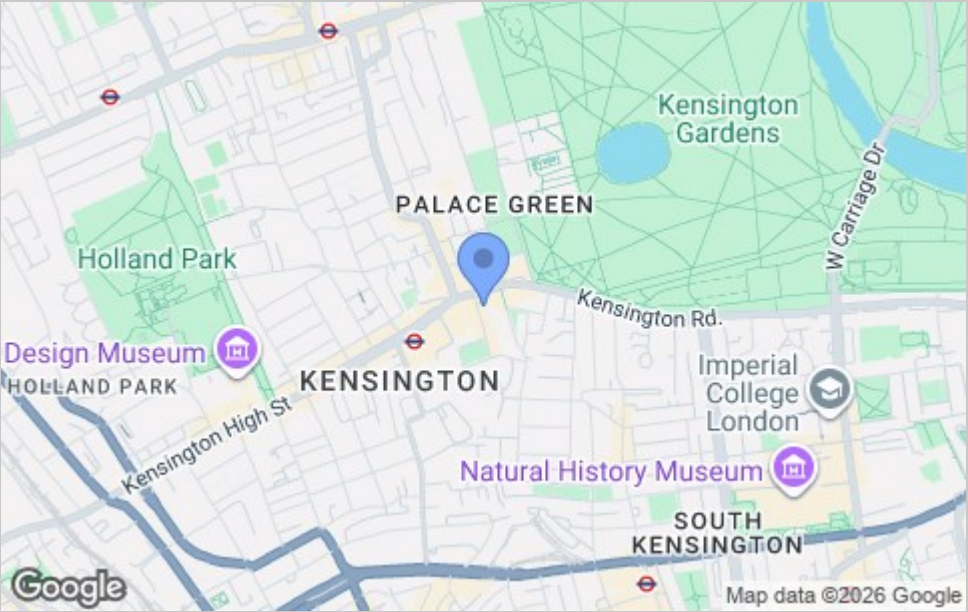 Kensington
Gardens
PALACE GREEN
W Carriage Dr
Holland Park
Kensington Rd.
Design Museum
HOLLAND PARK
KENSINGTON
Imperial
College
London
Kensington High St
Natural History Museum
SOUTH
KENSINGTON
Google
Map data ©2026 Google